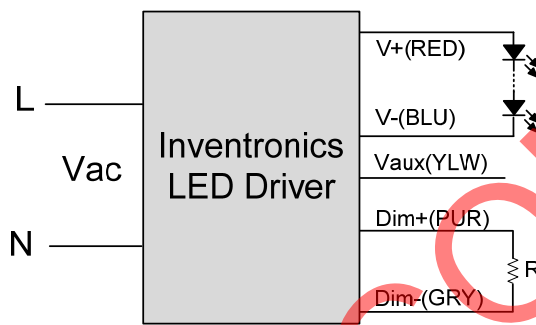 V+(RED)
L
V-(BLU)
Inventronics
LED Driver
Vac
Vaux(YLW)
Dim+(PUR)
N
R
Dim-(GRY)